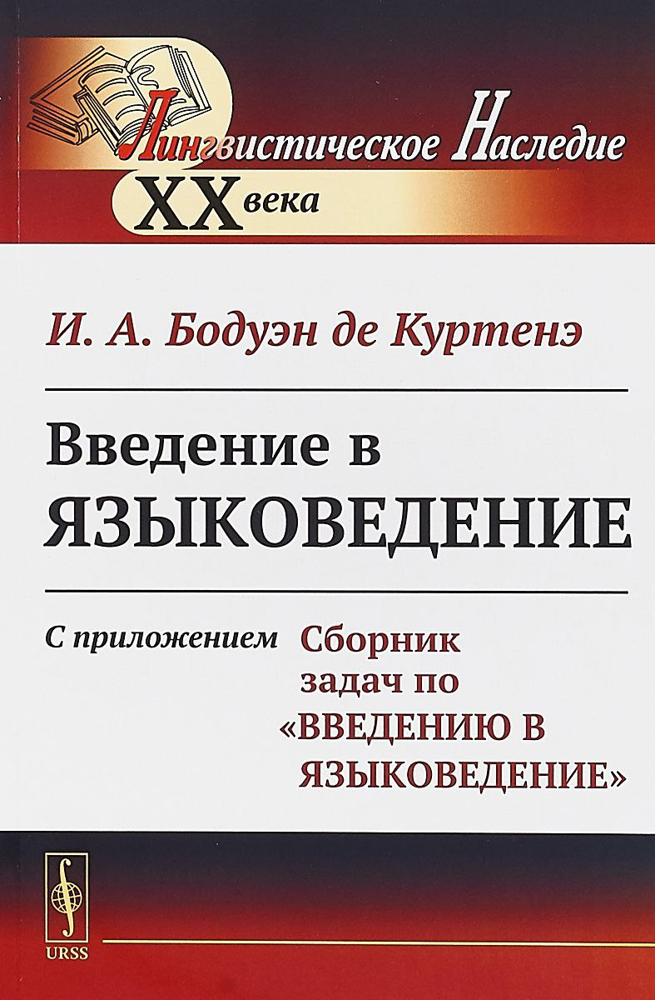 Лингвистическое Наследие
XX века
И. А. Бодуэн де Куртенэ
Введение в
ЯЗЫКОВЕДЕНИЕ
С приложением Сборник
задач по
«ВВЕДЕНИЮ В
ЯЗЫКОВЕДЕНИЕ»
URSS